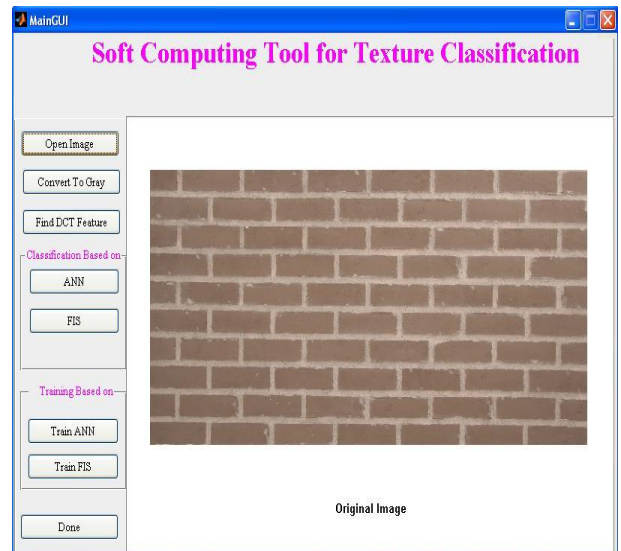 MainGUI
Soft Computing Tool for Texture Classification
Open Image
Convert To Gray
Find DCT Feature
Classification Based on
ANN
FIS
Training Based on
Train ANN
Train FIS
Done
Original Image